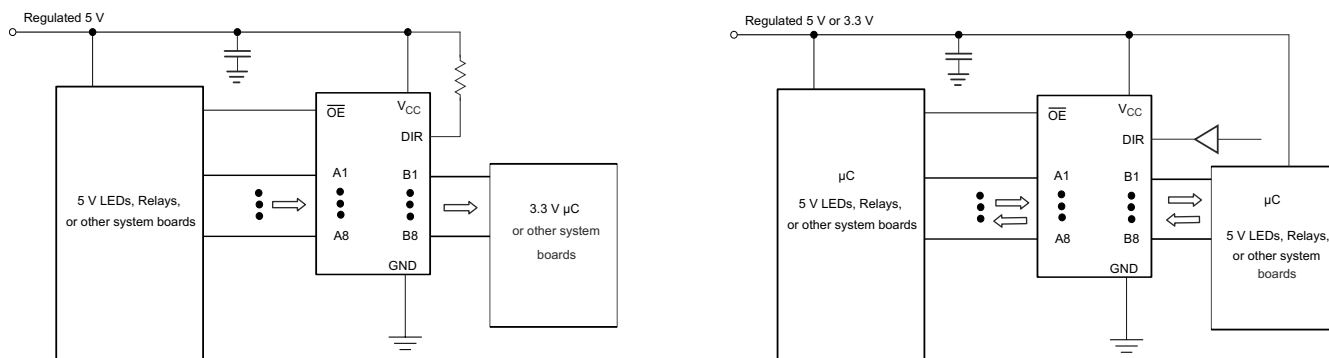 Regulated 5 V
OE
VCC
DIR
5 V LEDs, Relays,
or other system boards
A1
A8
B1
B8
GND
3.3 V µC
or other system
boards
Regulated 5 V or 3.3 V
µC
5 V LEDs, Relays,
or other system boards
OE
VCC
DIR
A1
A8
B1
B8
GND
µC
5 V LEDs, Relays,
or other system
boards